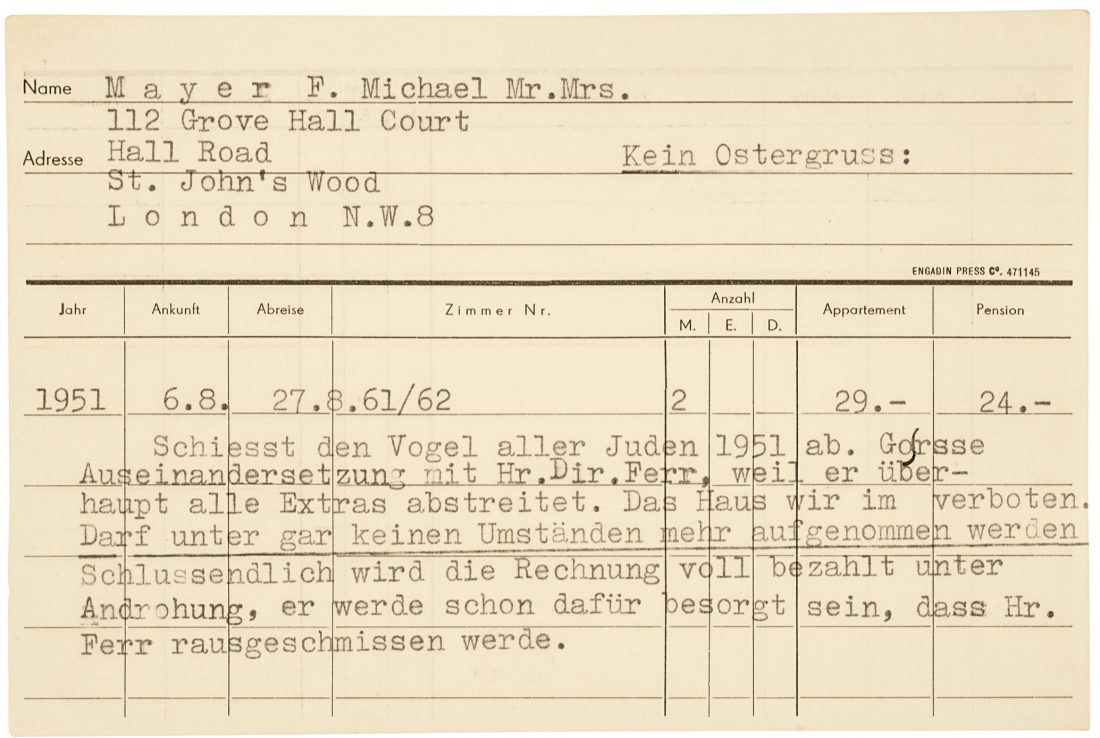 Name M a y e r F. Michael Mr.Mrs.
112 Grove Hall Court
Adresse Hall Road Kein Ostergruss:
St. John's Wood
L o n d o n N.W.8
ENGADIN PRESS Cº. 471145
Jahr Ankunft Abreise Zimmer Nr. Anzahl Appartement Pension
M. E. D.
1951 6.8. 27.8.61/62 2 29.- 24.-
Schiesst den Vogel aller Juden 1951 ab. Gorsse
Auseinandersetzung mit Hr.Dir.Ferr, weil er über-
haupt alle Extras abstreitet. Das Haus wir im verboten.
Darf unter gar keinen Umständen mehr aufgenommen werden
Schlussendlich wird die Rechnung voll bezahlt unter
Androhung, er werde schon dafür besorgt sein, dass Hr.
Ferr rausgeschmissen werde.